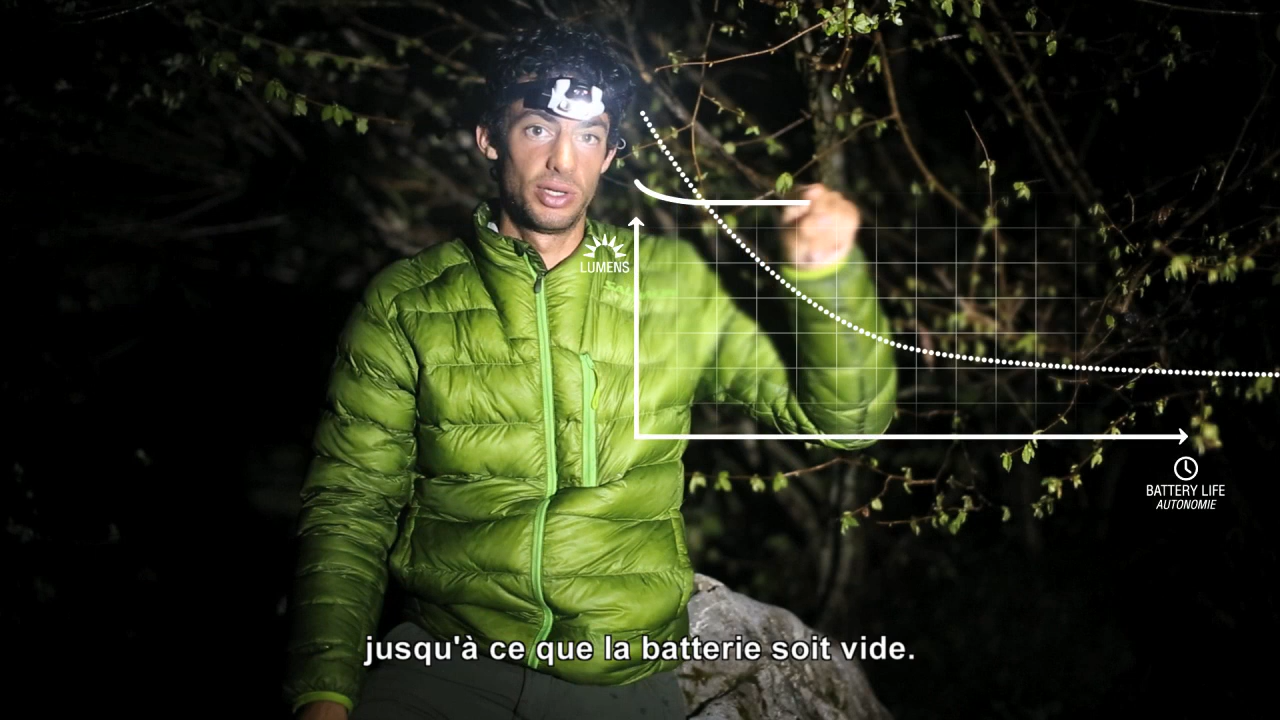 LUMENS
BATTERY LIFE
AUTONOMIE
jusqu'à ce que la batterie soit vide.